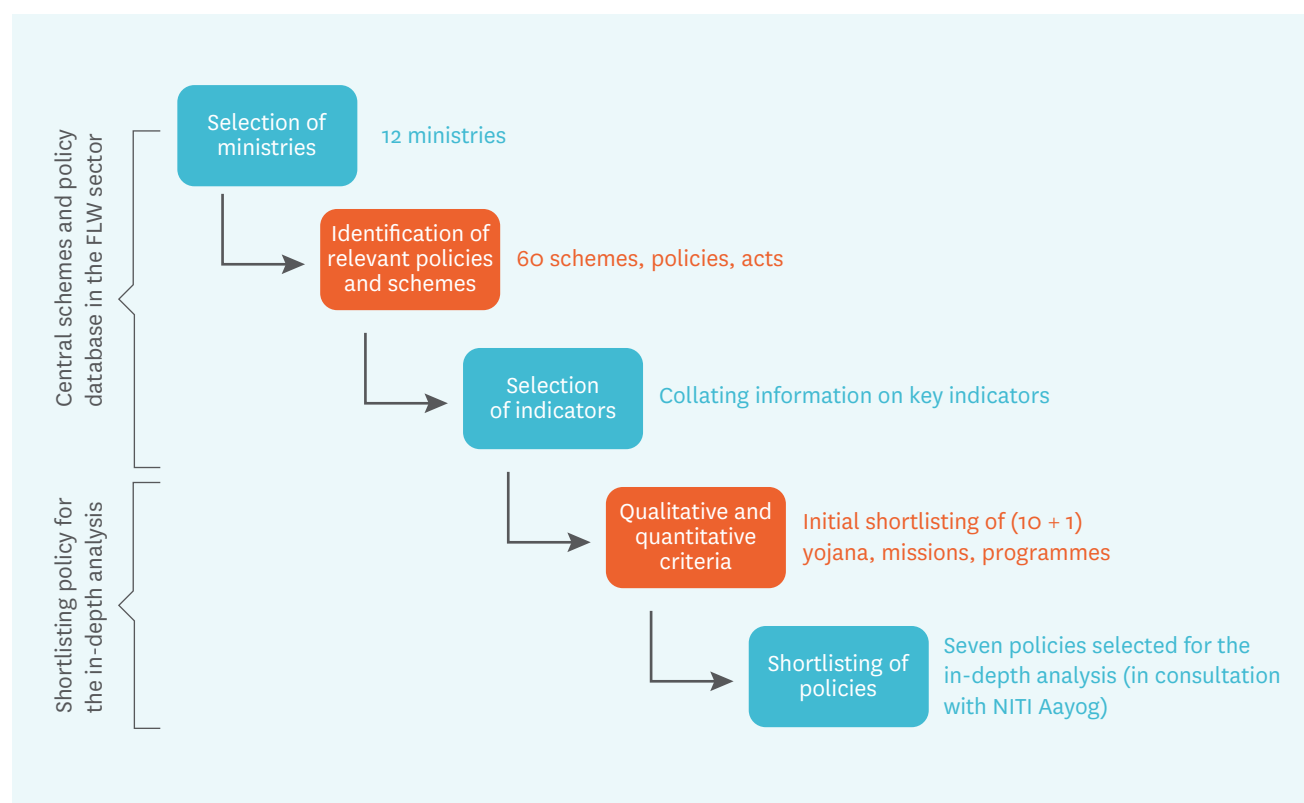 Central schemes and policy
database in the FLW sector
Selection of
ministries
12 ministries
Identification of
relevant policies
and schemes
60 schemes, policies, acts
Selection
of indicators
Collating information on key indicators
Shortlisting policy for
the in-depth analysis
Qualitative and
quantitative
criteria
Initial shortlisting of (10 + 1)
yojana, missions, programmes
Shortlisting of
policies
Seven policies selected for the
in-depth analysis (in consultation
with NITI Aayog)